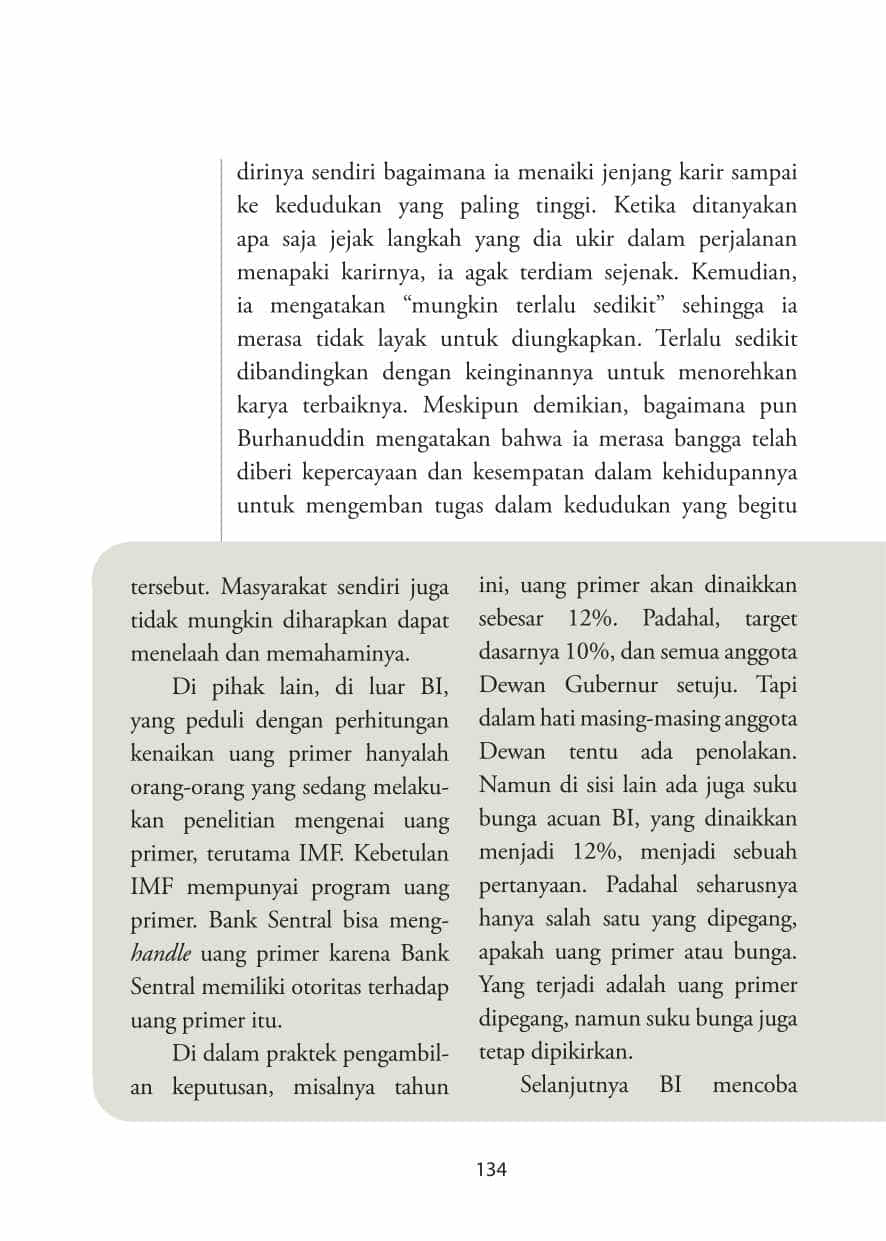 dirinya sendiri bagaimana ia menaiki jenjang karir sampai
ke kedudukan yang paling tinggi. Ketika ditanyakan
apa saja jejak langkah yang dia ukir dalam perjalanan
menapaki karirnya, ia agak terdiam sejenak. Kemudian,
ia mengatakan “mungkin terlalu sedikit” sehingga ia
merasa tidak layak untuk diungkapkan. Terlalu sedikit
dibandingkan dengan keinginannya untuk menorehkan
karya terbaiknya. Meskipun demikian, bagaimana pun
Burhanuddin mengatakan bahwa ia merasa bangga telah
diberi kepercayaan dan kesempatan dalam kehidupannya
untuk mengemban tugas dalam kedudukan yang begitu
tersebut. Masyarakat sendiri juga
tidak mungkin diharapkan dapat
menelaah dan memahaminya.
Di pihak lain, di luar BI,
yang peduli dengan perhitungan
kenaikan uang primer hanyalah
orang-orang yang sedang melaku-
kan penelitian mengenai uang
primer, terutama IMF. Kebetulan
IMF mempunyai program uang
primer. Bank Sentral bisa meng-
handle uang primer karena Bank
Sentral memiliki otoritas terhadap
uang primer itu.
Di dalam praktek pengambil-
an keputusan, misalnya tahun
ini, uang primer akan dinaikkan
sebesar 12%. Padahal, target
dasarnya 10%, dan semua anggota
Dewan Gubernur setuju. Tapi
dalam hati masing-masing anggota
Dewan tentu ada penolakan.
Namun di sisi lain ada juga suku
bunga acuan BI, yang dinaikkan
menjadi 12%, menjadi sebuah
pertanyaan. Padahal seharusnya
hanya salah satu yang dipegang,
apakah uang primer atau bunga.
Yang terjadi adalah uang primer
dipegang, namun suku bunga juga
tetap dipikirkan.
Selanjutnya BI mencoba
134